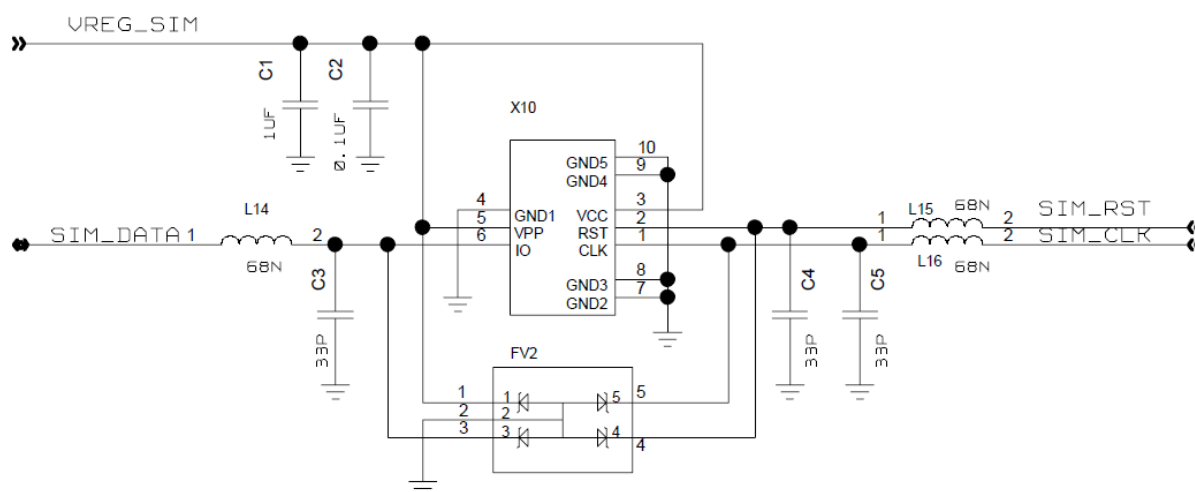 VREG_SIM
C1
C2
1UF
0.1UF
X10
10
GND5
9
GND4
4
3
GND1
VCC
5
2
VPP
RST
6
1
IO
CLK
8
GND3
7
GND2
L14
SIM_DATA 1
2
68N
C3
33P
1
L15
68N
2
SIM_RST
1
2
SIM_CLK
L16
68N
C4
C5
33P
33P
FV2
1
1
5
5
2
2
3
3
4
4